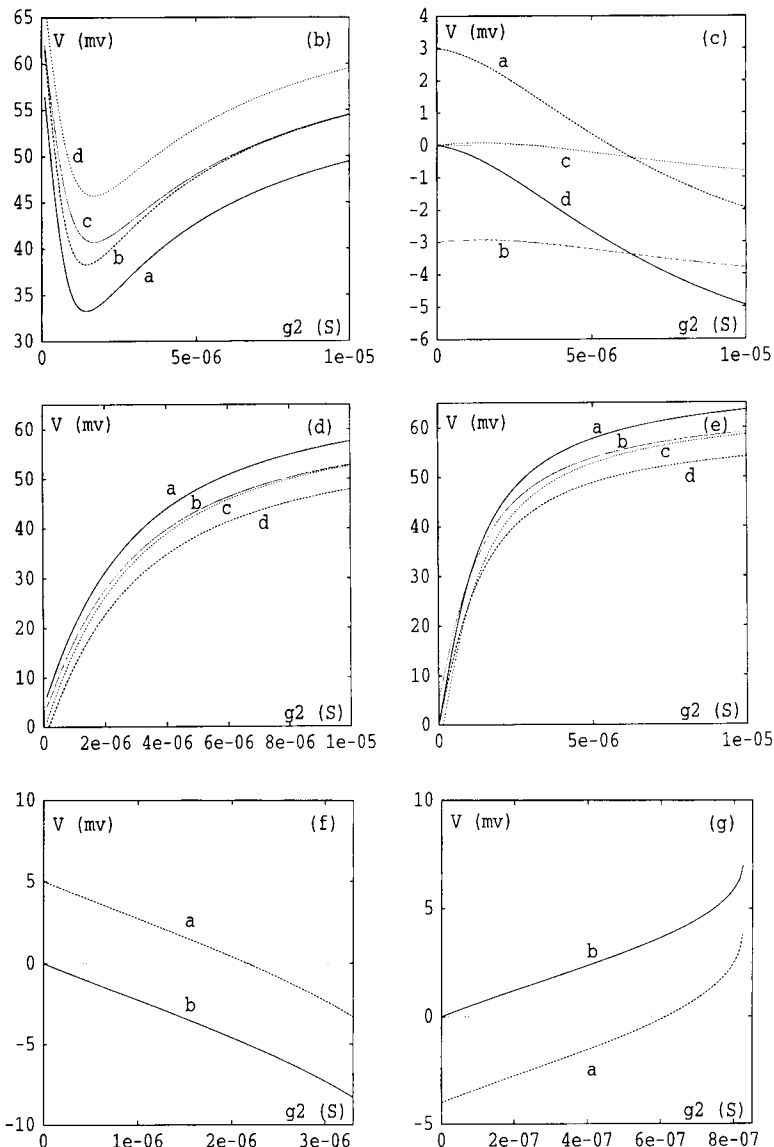 65
V (mv)
(b)
60
55
50
d
45
c
40
b
a
35
g2 (S)
30
0
5e-06
1e-05
4
V (mv)
(c)
3
a
2
1
0
c
-1
d
-2
-3
b
-4
-5
g2 (S)
-6
0
5e-06
1e-05
V (mv)
(d)
60
50
a
b
c
40
d
30
20
10
g2 (S)
0
0
2e-06
4e-06
6e-06
8e-06
1e-05
V (mv)
(e)
60
a
b
c
50
d
40
30
20
10
g2 (S)
0
0
5e-06
1e-05
10
V (mv)
(f)
5
a
0
b
-5
g2 (S)
-10
0
1e-06
2e-06
3e-06
10
V (mv)
(g)
5
b
0
a
g2 (S)
-5
0
2e-07
4e-07
6e-07
8e-07